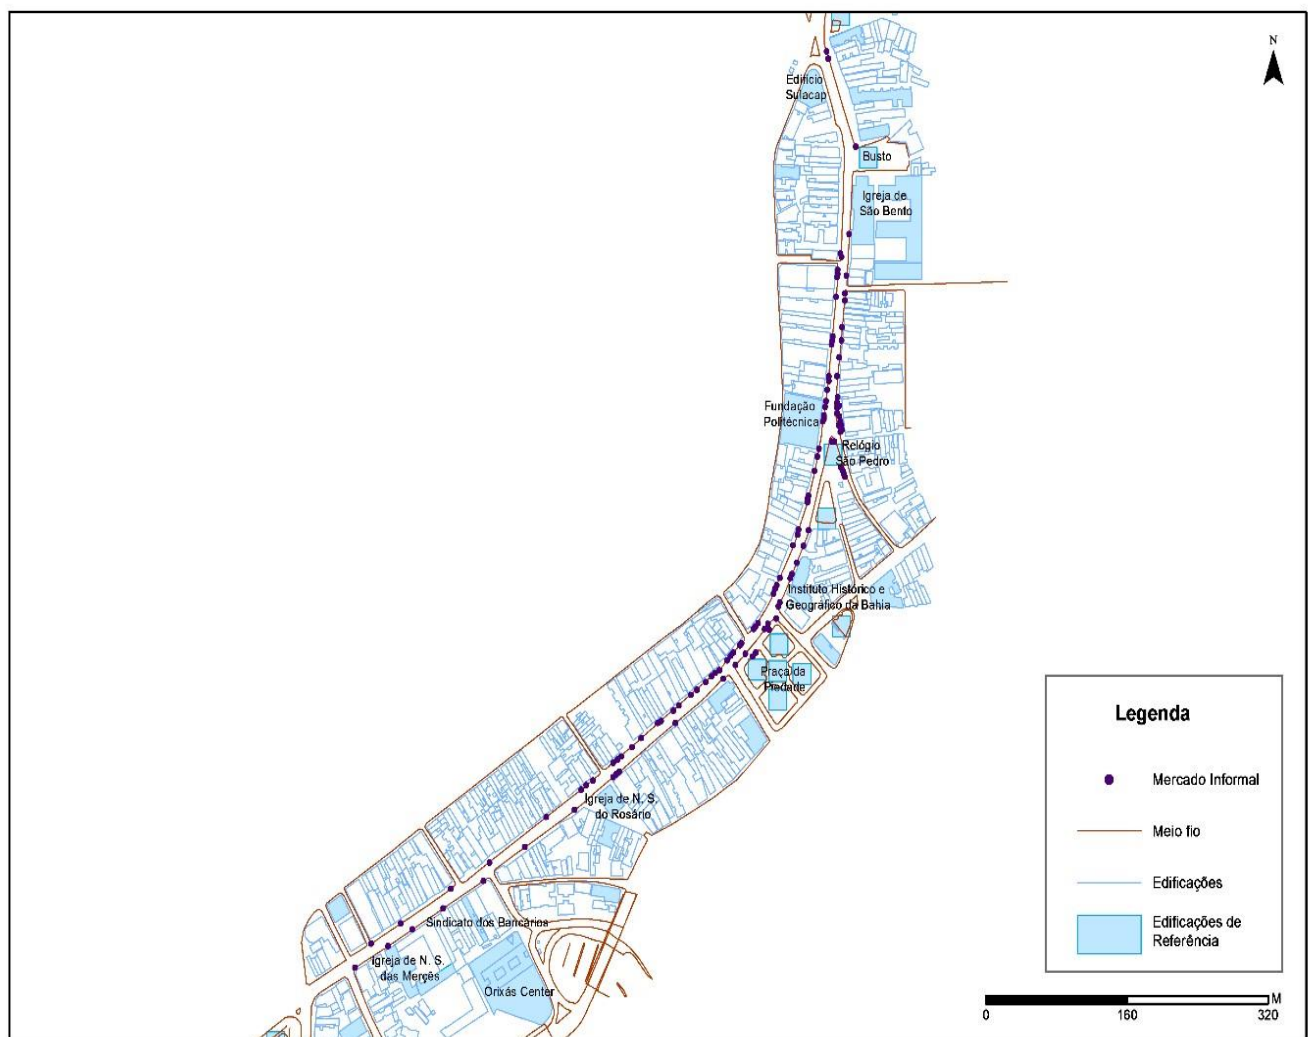 N
Edifício
Sulacap
Busto
Igreja de
São Bento
Fundação
Politécnica
Relógio
São Pedro
Instituto Histórico e
Geográfico da Bahia
Praça da
Piedade
Igreja de N. S.
do Rosário
Sindicato dos Bancários
Igreja de N. S.
das Merçês
Orixás Center
Legenda
Mercado Informal
Meio fio
Edificações
Edificações de
Referência
M
0 160 320